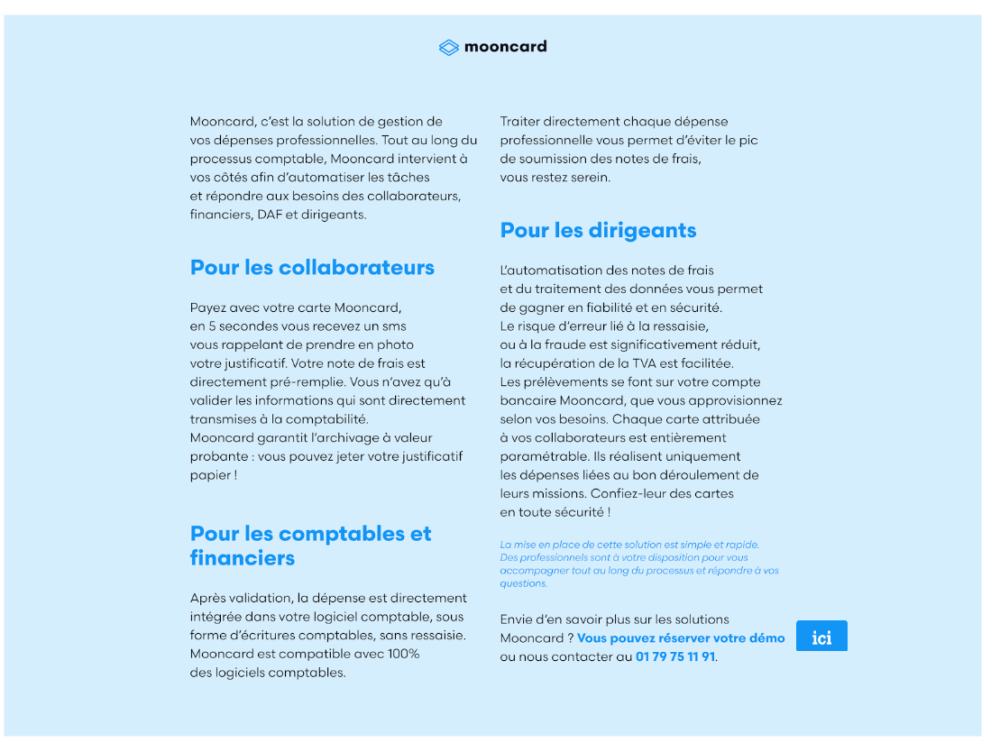 mooncard
Mooncard, c’est la solution de gestion de
vos dépenses professionnelles. Tout au long du
processus comptable, Mooncard intervient à
vos côtés afin d’automatiser les tâches
et répondre aux besoins des collaborateurs,
financiers, DAF et dirigeants.
Pour les collaborateurs
Payez avec votre carte Mooncard,
en 5 secondes vous recevez un sms
vous rappelant de prendre en photo
votre justificatif. Votre note de frais est
directement pré-remplie. Vous n’avez qu’à
valider les informations qui sont directement
transmises à la comptabilité.
Mooncard garantit l’archivage à valeur
probante : vous pouvez jeter votre justificatif
papier !
Pour les comptables et
financiers
Après validation, la dépense est directement
intégrée dans votre logiciel comptable, sous
forme d’écritures comptables, sans ressaisie.
Mooncard est compatible avec 100%
des logiciels comptables.
Traiter directement chaque dépense
professionnelle vous permet d’éviter le pic
de soumission des notes de frais,
vous restez serein.
Pour les dirigeants
L’automatisation des notes de frais
et du traitement des données vous permet
de gagner en fiabilité et en sécurité.
Le risque d’erreur lié à la ressaisie,
ou à la fraude est significativement réduit,
la récupération de la TVA est facilitée.
Les prélèvements se font sur votre compte
bancaire Mooncard, que vous approvisionnez
selon vos besoins. Chaque carte attribuée
à vos collaborateurs est entièrement
paramétrable. Ils réalisent uniquement
les dépenses liées au bon déroulement de
leurs missions. Confiez-leur des cartes
en toute sécurité !
La mise en place de cette solution est simple et rapide.
Des professionnels sont à votre disposition pour vous
accompagner tout au long du processus et répondre à vos
questions.
Envie d’en savoir plus sur les solutions
Mooncard ? Vous pouvez réserver votre démo ici
ou nous contacter au 01 79 75 11 91.